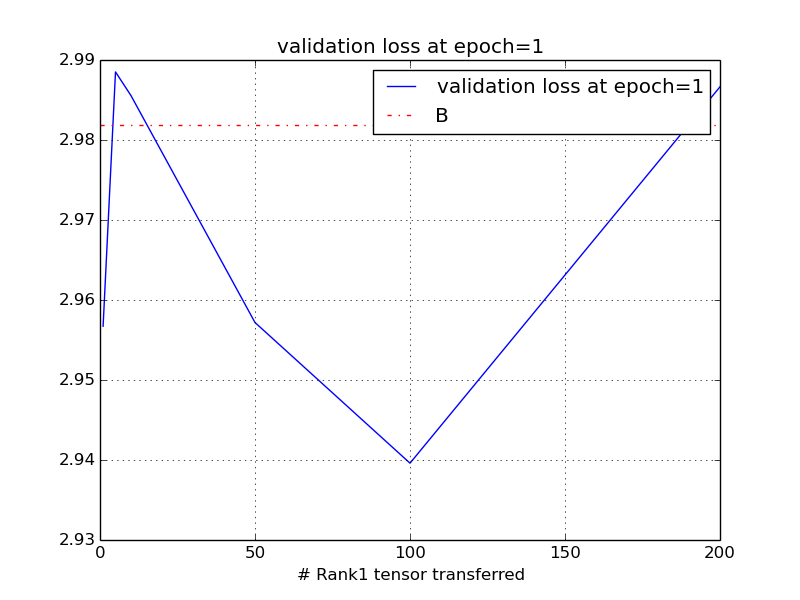 validation loss at epoch=1
2.99
validation loss at epoch=1
B
2.98
2.97
2.96
2.95
2.94
2.93
0 50 100 150 200
# Rank1 tensor transferred